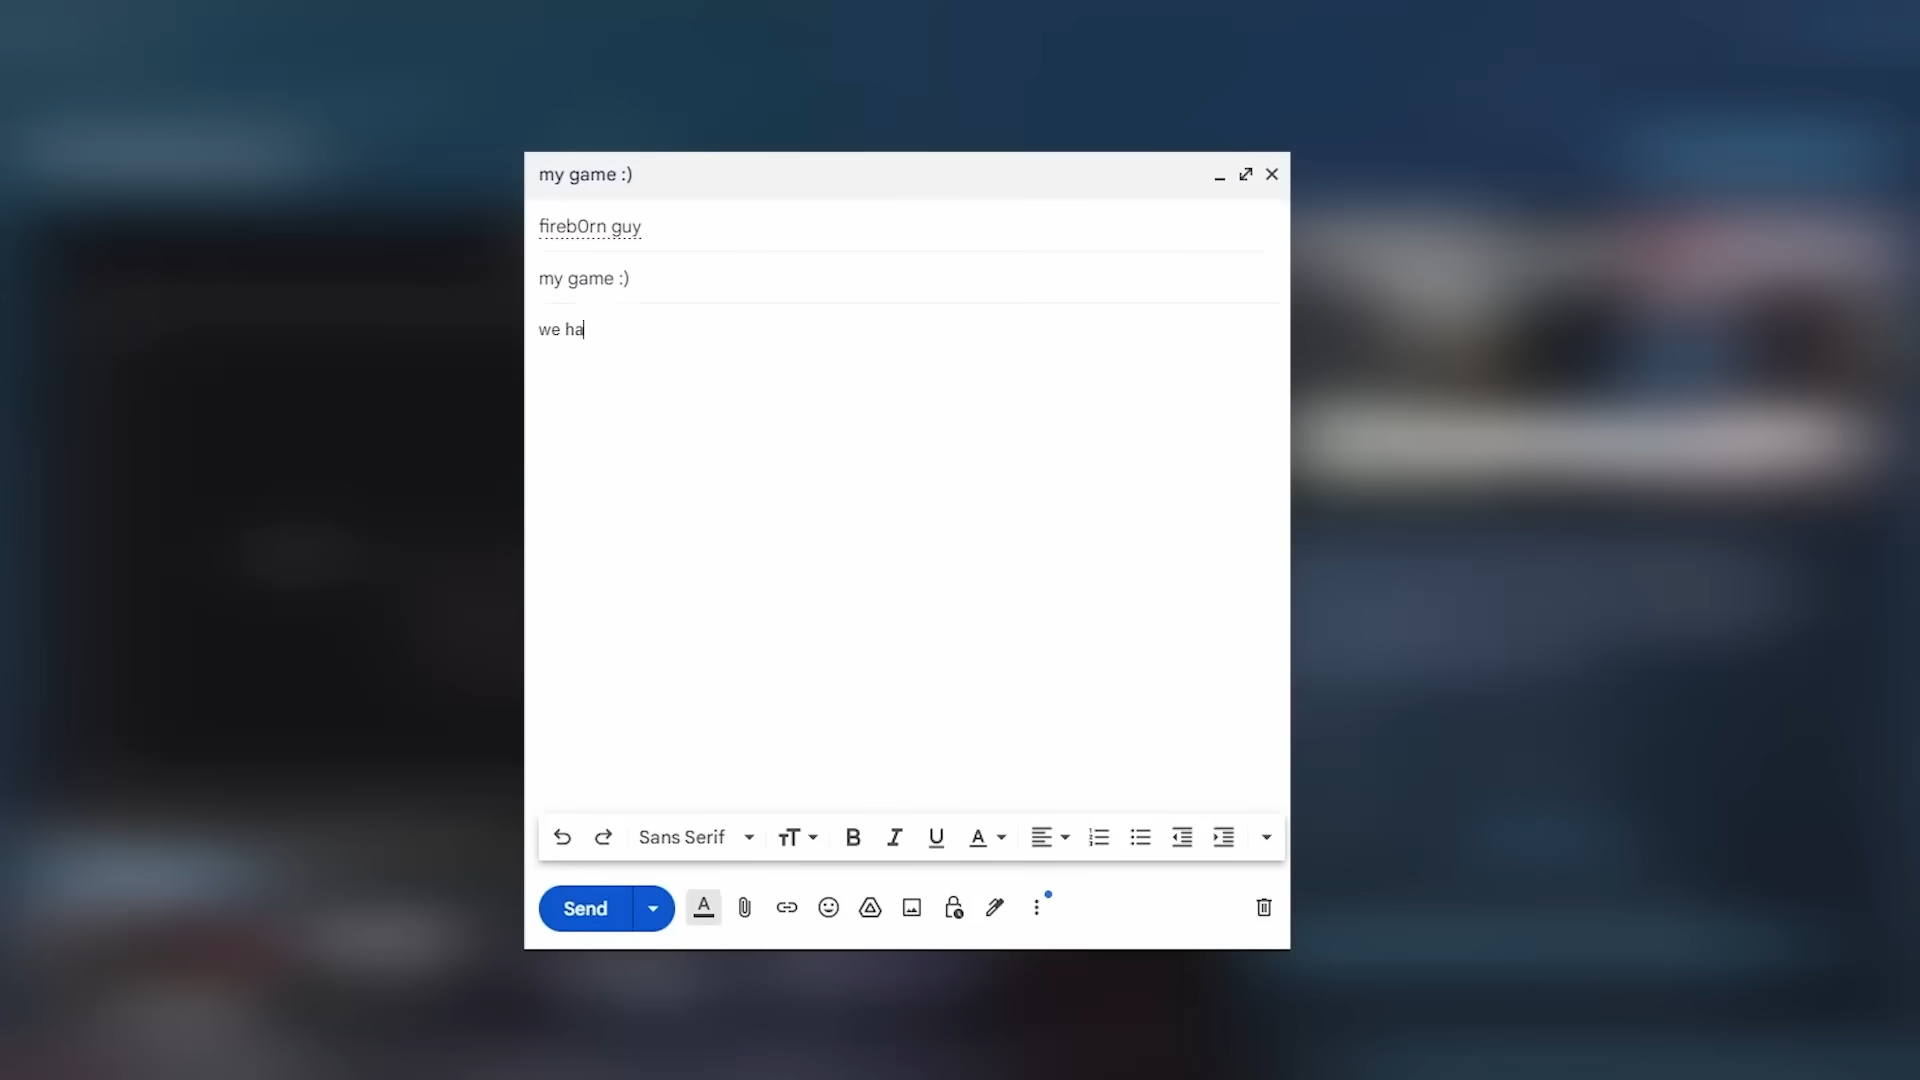 my game :)
fireb0rn guy
my game :)
we ha
Sans Serif
Send